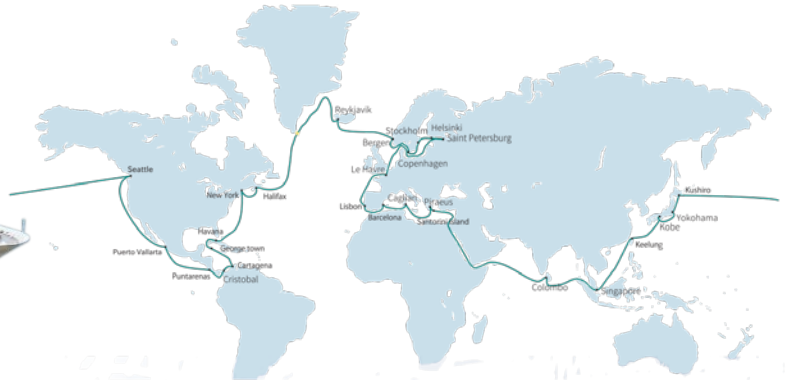 Reykjavik
Stockholm
Helsinki
Saint Petersburg
Bergen
Copenhagen
Le Havre
Seattle
New York
Halifax
Lisbon
Cagliari
Piraeus
Barcelona
Santorini Island
Kushiro
Yokohama
Kobe
Keelung
Havana
George town
Puerto Vallarta
Cartagena
Puntarenas
Cristobal
Colombo
Singapore